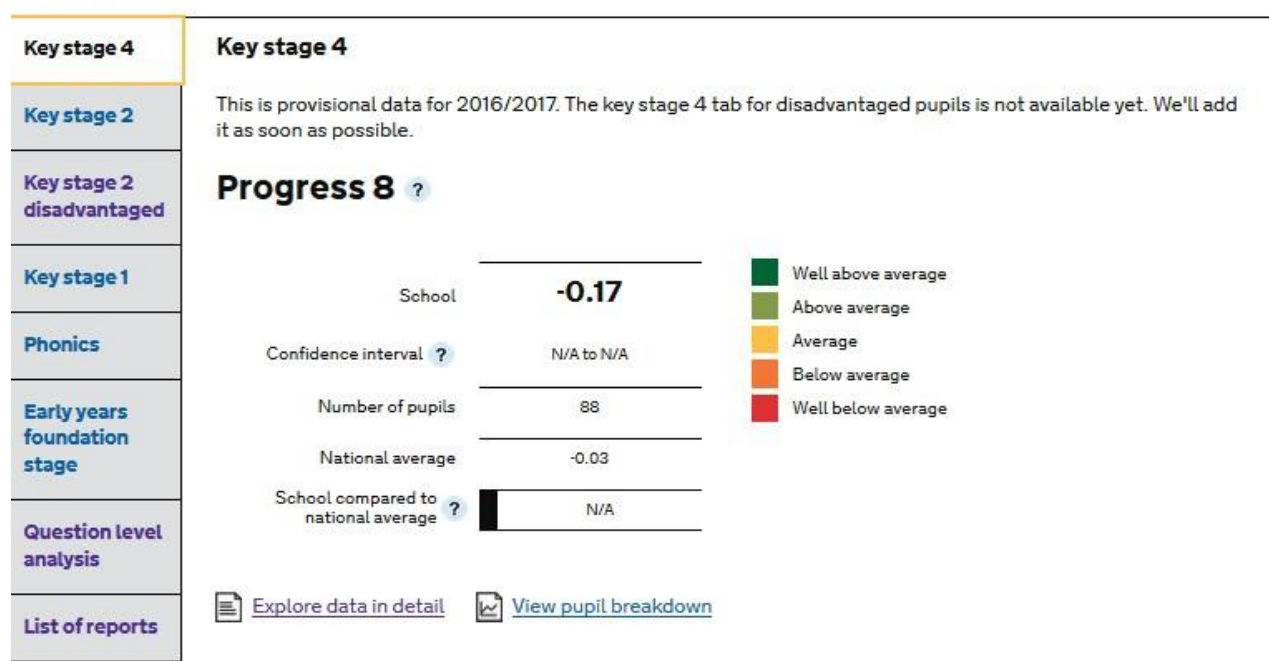 Key stage 4
Key stage 2
Key stage 2
disadvantaged
Key stage 1
Phonics
Early years
foundation
stage
Question level
analysis
List of reports
Key stage 4
This is provisional data for 2016/2017. The key stage 4 tab for disadvantaged pupils is not available yet. We'll add
it as soon as possible.
Progress 8 ?
School -0.17
Confidence interval ? N/A to N/A
Number of pupils 88
National average -0.03
School compared to
national average ? N/A
Well above average
Above average
Average
Below average
Well below average
Explore data in detail View pupil breakdown